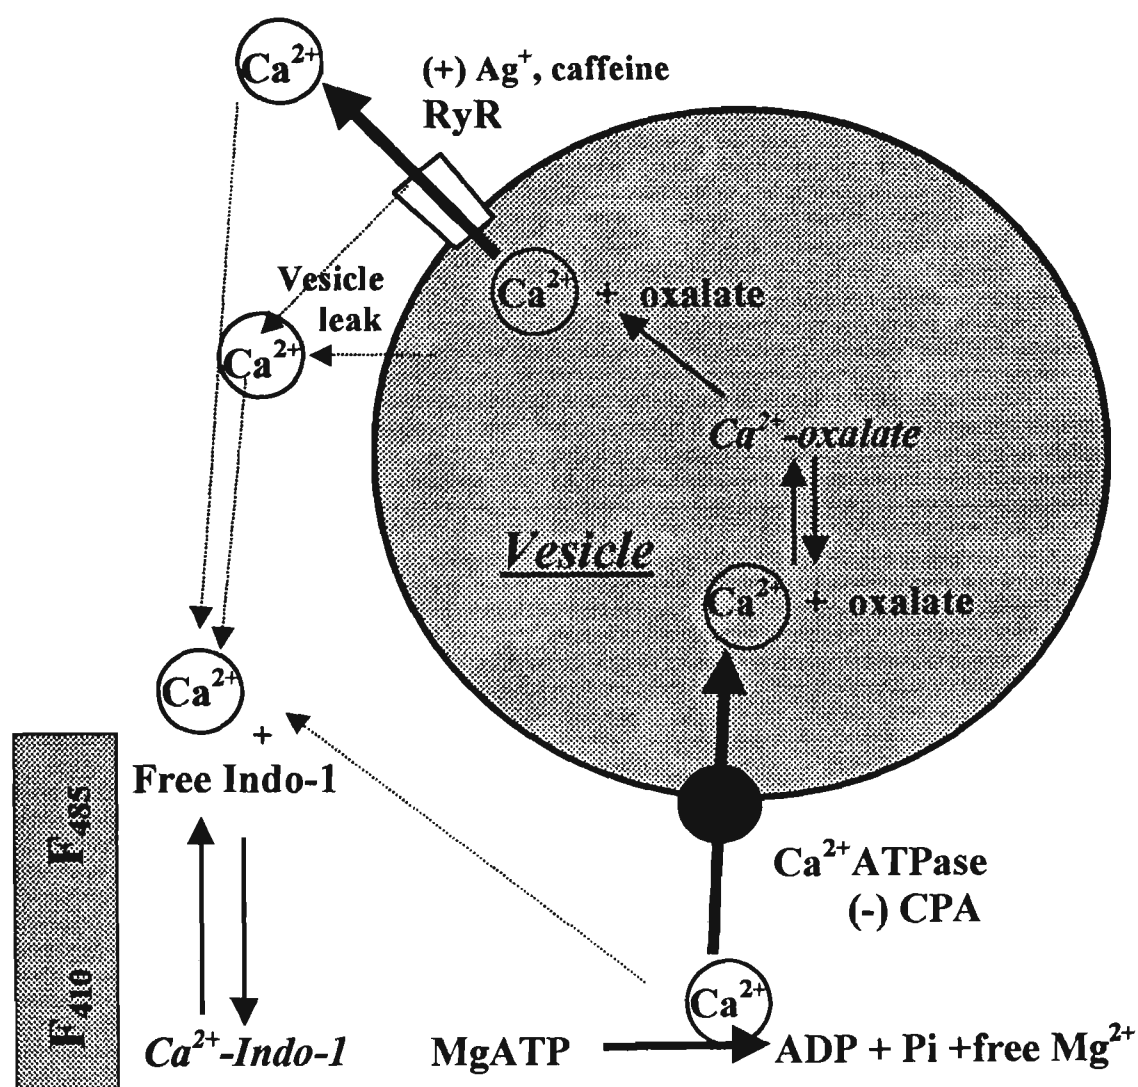 Ca²⁺
(+) Ag⁺, caffeine
RyR
Ca²⁺ + oxalate
Vesicle
leak
Ca²⁺
Ca²⁺-oxalate
Vesicle
Ca²⁺ + oxalate
Ca²⁺
+
Free Indo-1
F₄₈₅
Ca²⁺ ATPase
(-) CPA
F₄₁₀
Ca²⁺
Ca²⁺-Indo-1
MgATP
ADP + Pi +free Mg²⁺